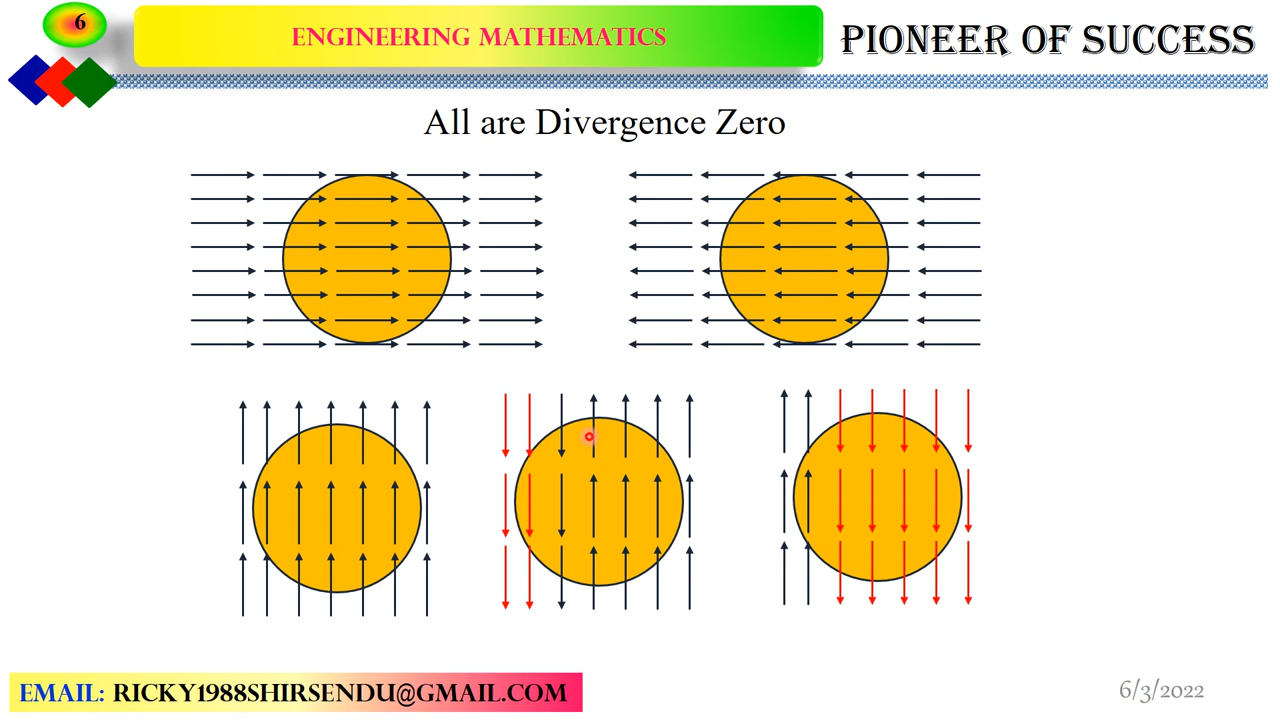 6
ENGINEERING MATHEMATICS
PIONEER OF SUCCESS
All are Divergence Zero
EMAIL: RICKY1988SHIRSENDU@GMAIL.COM
6/3/2022